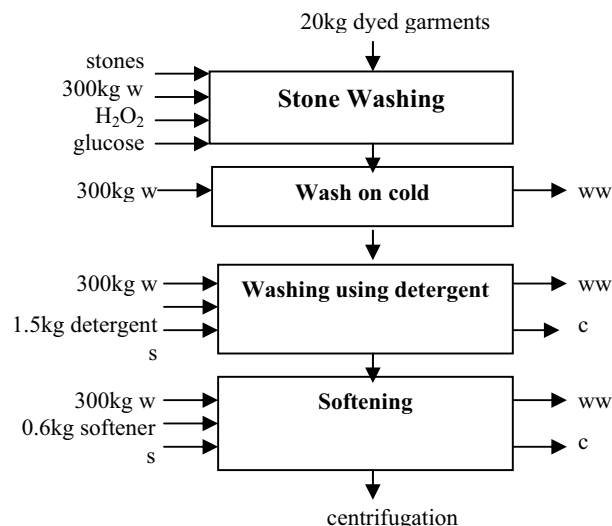 20kg dyed garments
stones
300kg w
H₂O₂
glucose
Stone Washing
300kg w
Wash on cold
ww
300kg w
1.5kg detergent
s
Washing using detergent
ww
c
300kg w
0.6kg softener
s
Softening
ww
c
centrifugation